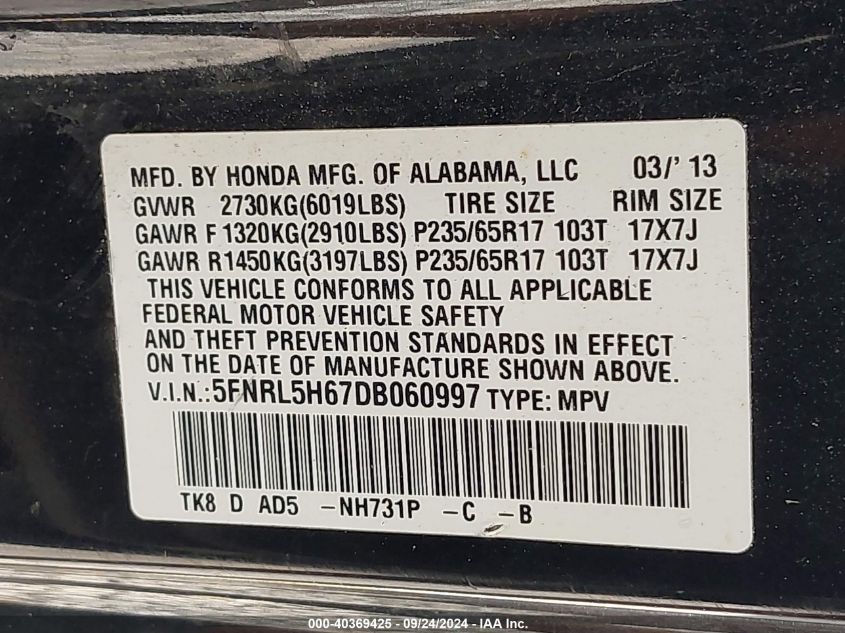 MFD. BY HONDA MFG. OF ALABAMA, LLC 03/' 13
GVWR 2730KG(6019LBS) TIRE SIZE RIM SIZE
GAWR F 1320KG(2910LBS) P235/65R17 103T 17X7J
GAWR R1450KG(3197LBS) P235/65R17 103T 17X7J
THIS VEHICLE CONFORMS TO ALL APPLICABLE
FEDERAL MOTOR VEHICLE SAFETY
AND THEFT PREVENTION STANDARDS IN EFFECT
ON THE DATE OF MANUFACTURE SHOWN ABOVE.
V.I.N.:5FNRL5H67DB060997 TYPE: MPV
TK8 D AD5 -NH731P -C -B
000-40369425 - 09/24/2024 - IAA Inc.